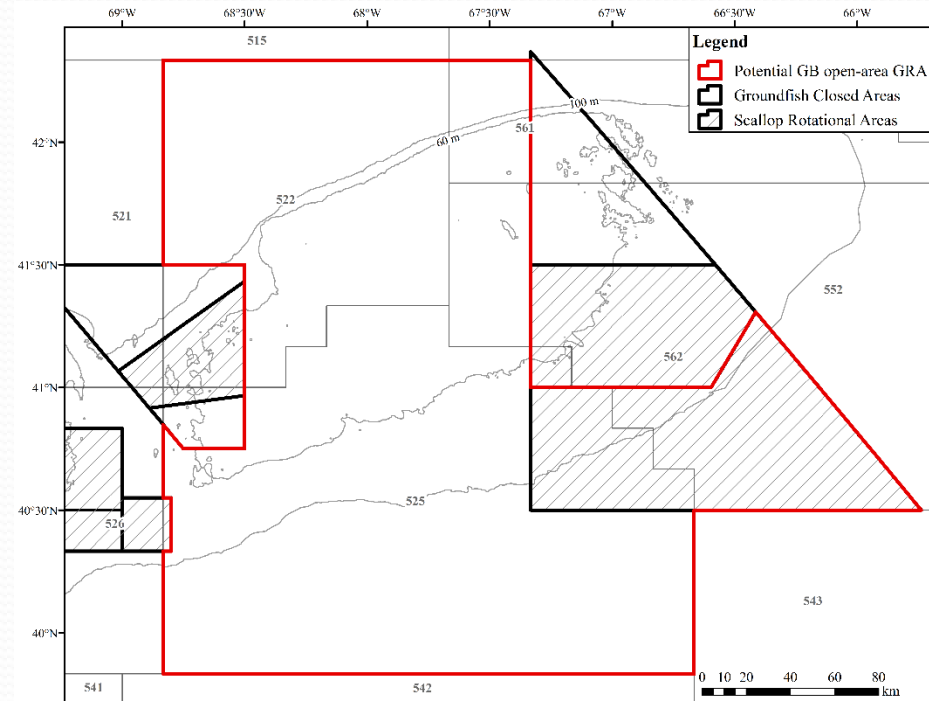 69°W 68°30'W 68°W 67°30'W 67°W 66°30'W 66°W
515
Legend
Potential GB open-area GRA
Groundfish Closed Areas
Scallop Rotational Areas
100 m
561
42°N
60 m
522
521
41°30'N
552
562
41°N
525
40°30'N
526
543
40°N
0 10 20 40 60 80
km
541
542